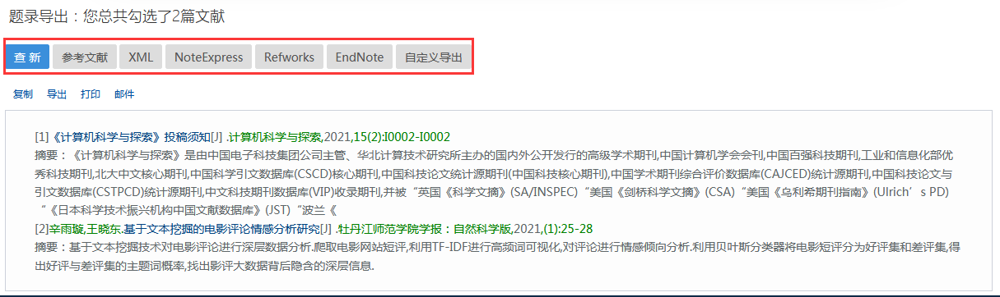 题录导出：您总共勾选了2篇文献
查 新 参考文献 XML NoteExpress Refworks EndNote 自定义导出
复制 导出 打印 邮件
[1]《计算机科学与探索》投稿须知[J] .计算机科学与探索,2021,15(2):I0002-I0002
摘要：《计算机科学与探索》是由中国电子科技集团公司主管、华北计算技术研究所主办的国内外公开发行的高级学术期刊,中国计算机学会会刊,中国百强科技期刊,工业和信息化部优
秀科技期刊,北大中文核心期刊,中国科学引文数据库(CSCD)核心期刊,中国科技论文统计源期刊(中国科技核心期刊),中国学术期刊综合评价数据库(CAJCED)统计源期刊,中国科技论文与
引文数据库(CSTPCD)统计源期刊,中文科技期刊数据库(VIP)收录期刊,并被“英国《科学文摘》(SA/INSPEC)“美国《剑桥科学文摘》(CSA)“美国《乌利希期刊指南》(Ulrich’s PD)
“《日本科学技术振兴机构中国文献数据库》(JST)“波兰《
[2]辛雨璇,王晓东.基于文本挖掘的电影评论情感分析研究[J] .牡丹江师范学院学报：自然科学版,2021,(1):25-28
摘要：基于文本挖掘技术对电影评论进行深层数据分析.爬取电影网站短评,利用TF-IDF进行高频词可视化,对评论进行情感倾向分析.利用贝叶斯分类器将电影短评分为好评集和差评集,得
出好评与差评集的主题词概率,找出影评大数据背后隐含的深层信息.